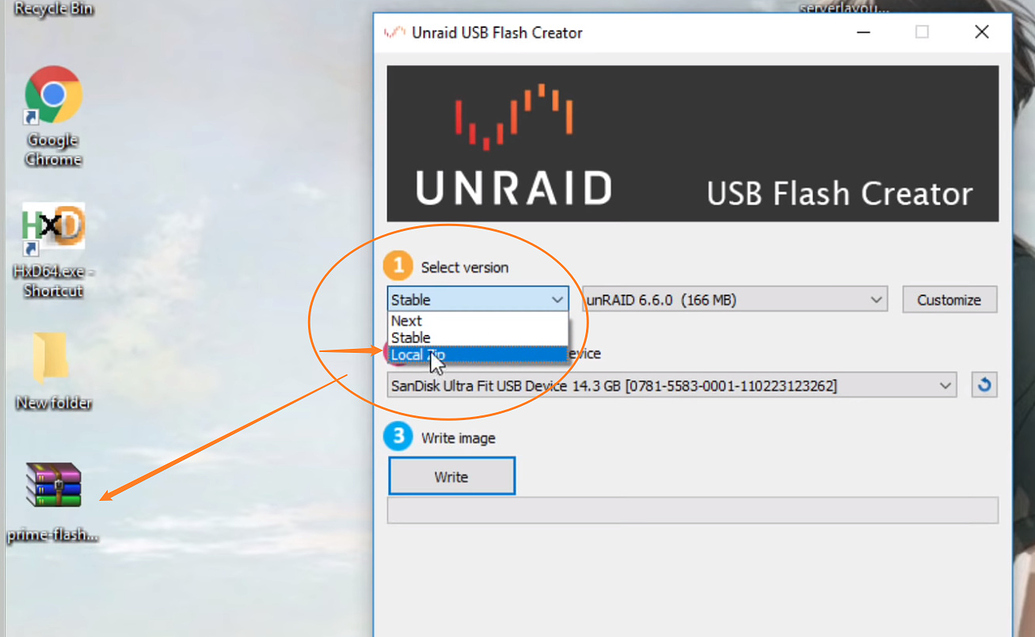 Recycle Bin
Google
Chrome
HxD
HxD64.exe -
Shortcut
New folder
prime-flash...
serverlayou...
Unraid USB Flash Creator
UNRAID
USB Flash Creator
1 Select version
Stable
unRAID 6.6.0 (166 MB)
Customize
Next
Stable
Local Zip
evice
SanDisk Ultra Fit USB Device 14.3 GB [0781-5583-0001-110223123262]
3 Write image
Write